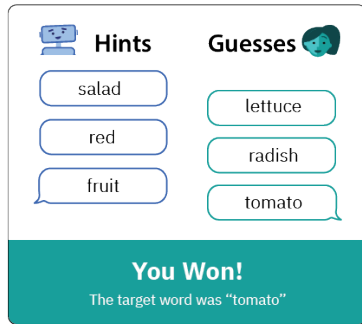 Hints
Guesses
salad
lettuce
red
radish
fruit
tomato
You Won!
The target word was “tomato”